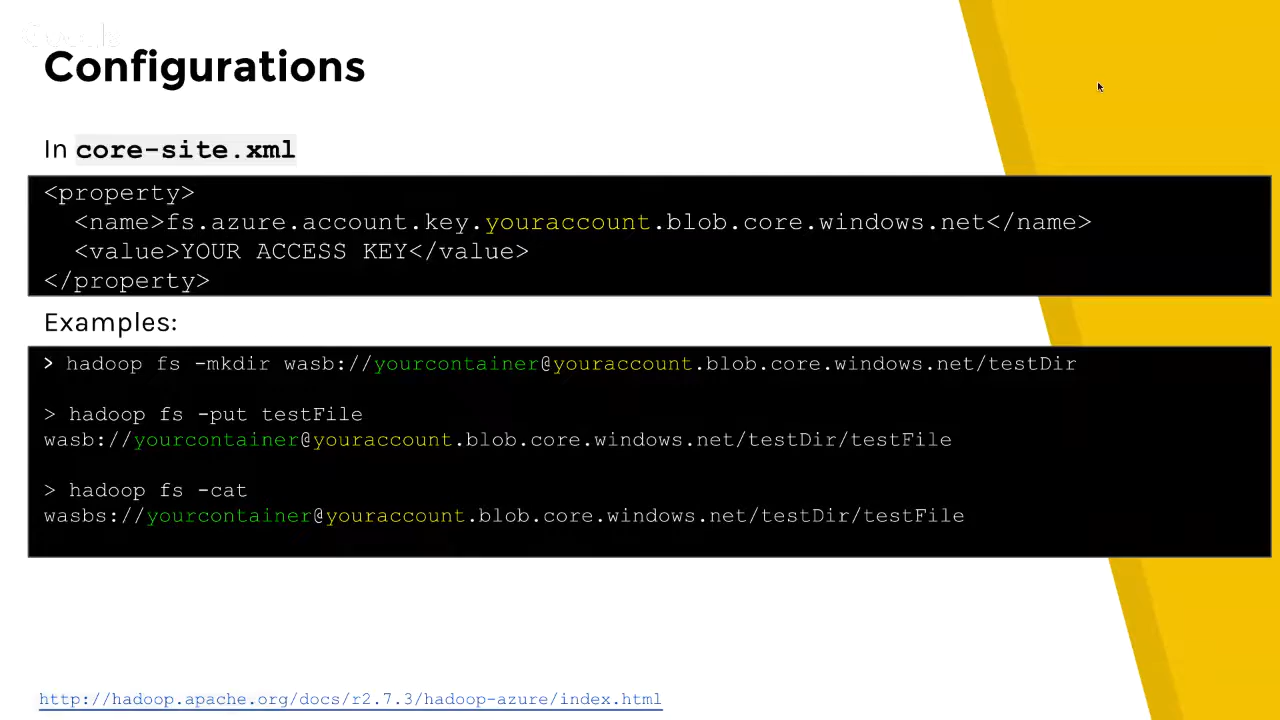 Configurations
In core-site.xml
<property>
  <name>fs.azure.account.key.youraccount.blob.core.windows.net</name>
  <value>YOUR ACCESS KEY</value>
</property>
Examples:
> hadoop fs -mkdir wasb://yourcontainer@youraccount.blob.core.windows.net/testDir
> hadoop fs -put testFile
wasb://yourcontainer@youraccount.blob.core.windows.net/testDir/testFile
> hadoop fs -cat
wasbs://yourcontainer@youraccount.blob.core.windows.net/testDir/testFile
http://hadoop.apache.org/docs/r2.7.3/hadoop-azure/index.html